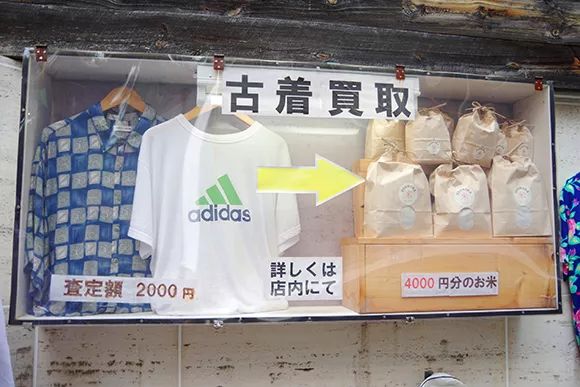 古着買取
adidas
詳しくは
店内にて
査定額 2000円
4000円分のお米